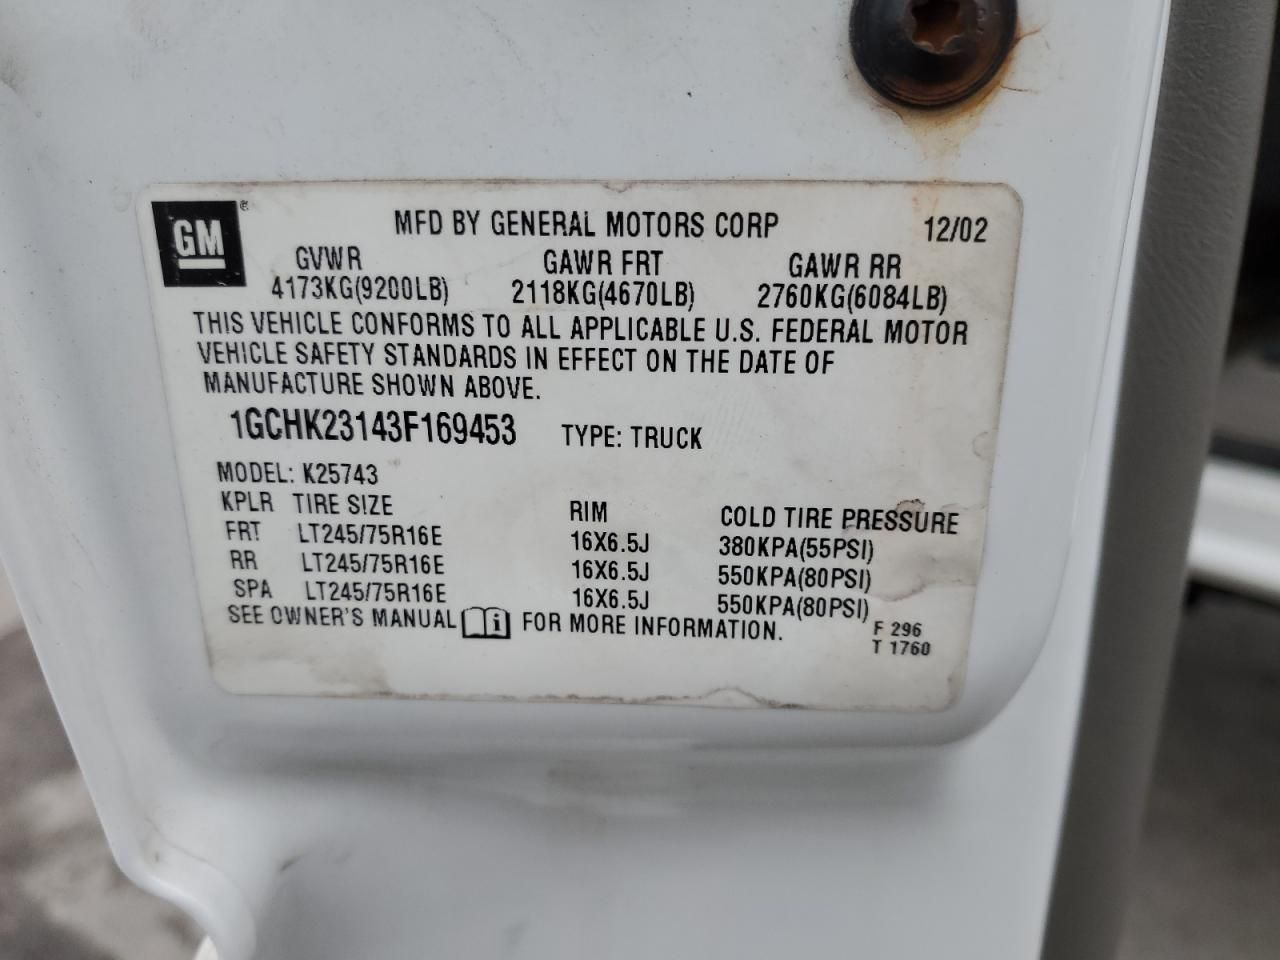 GM ®
MFD BY GENERAL MOTORS CORP 12/02
GVWR GAWR FRT GAWR RR
4173KG(9200LB) 2118KG(4670LB) 2760KG(6084LB)
THIS VEHICLE CONFORMS TO ALL APPLICABLE U.S. FEDERAL MOTOR
VEHICLE SAFETY STANDARDS IN EFFECT ON THE DATE OF
MANUFACTURE SHOWN ABOVE.
1GCHK23143F169453 TYPE: TRUCK
MODEL: K25743
KPLR TIRE SIZE RIM COLD TIRE PRESSURE
FRT LT245/75R16E 16X6.5J 380KPA(55PSI)
RR LT245/75R16E 16X6.5J 550KPA(80PSI)
SPA LT245/75R16E 16X6.5J 550KPA(80PSI)
SEE OWNER'S MANUAL i FOR MORE INFORMATION.
F 296
T 1760